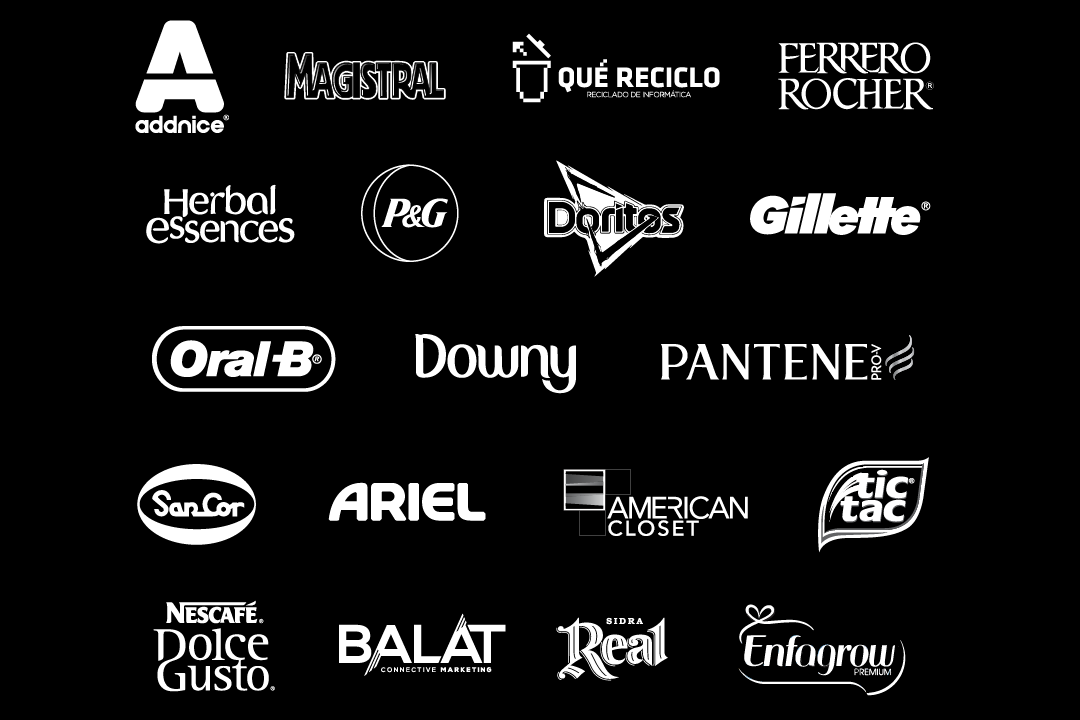 A
addnice®
MAGISTRAL
QUÉ RECICLO
RECICLADO DE INFORMÁTICA
FERRERO
ROCHER®
Herbal
essences
P&G
Doritos
Gillette®
Oral-B®
Downy
PANTENE
PRO-V
SanCor
ARIEL
AMERICAN
CLOSET
tic®
tac
NESCAFÉ®
Dolce
Gusto®
BALAT
CONNECTIVE MARKETING
SIDRA
Real
Enfagrow
PREMIUM